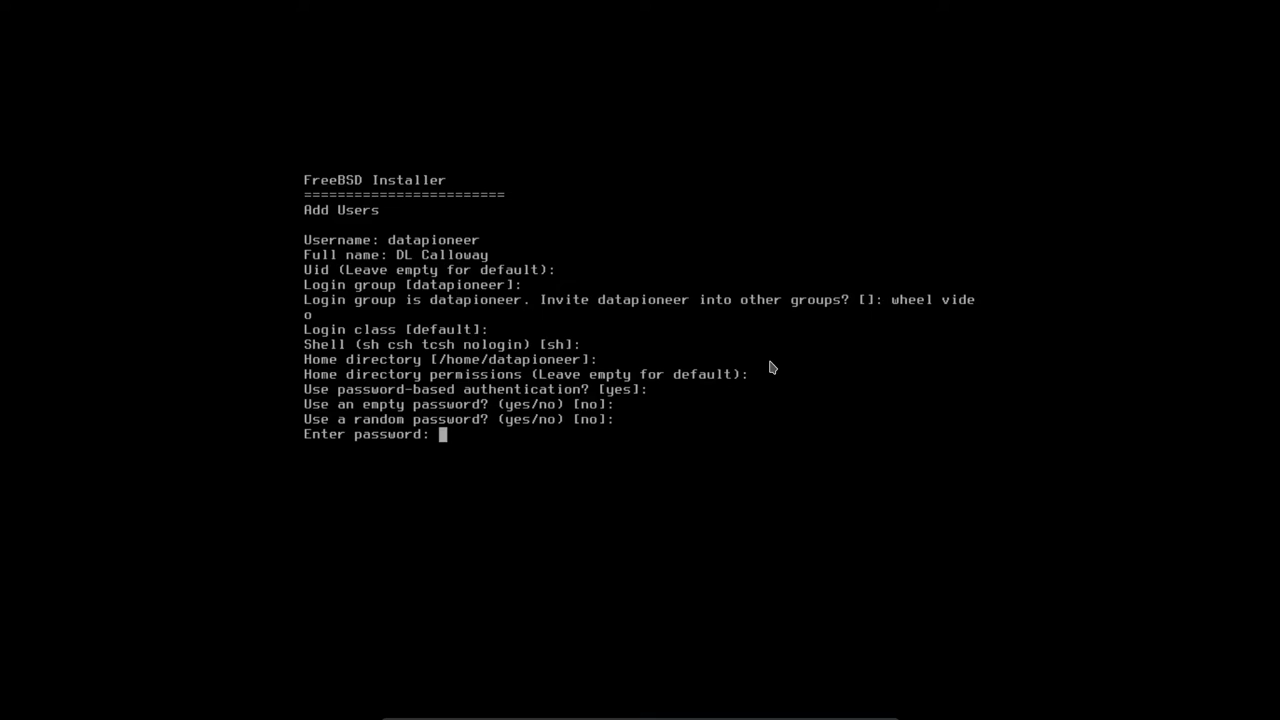 FreeBSD Installer
========================
Add Users
Username: datapioneer
Full name: DL Calloway
Uid (Leave empty for default):
Login group [datapioneer]:
Login group is datapioneer. Invite datapioneer into other groups? []: wheel vide
o
Login class [default]:
Shell (sh csh tcsh nologin) [sh]:
Home directory [/home/datapioneer]:
Home directory permissions (Leave empty for default):
Use password-based authentication? [yes]:
Use an empty password? (yes/no) [no]:
Use a random password? (yes/no) [no]:
Enter password: